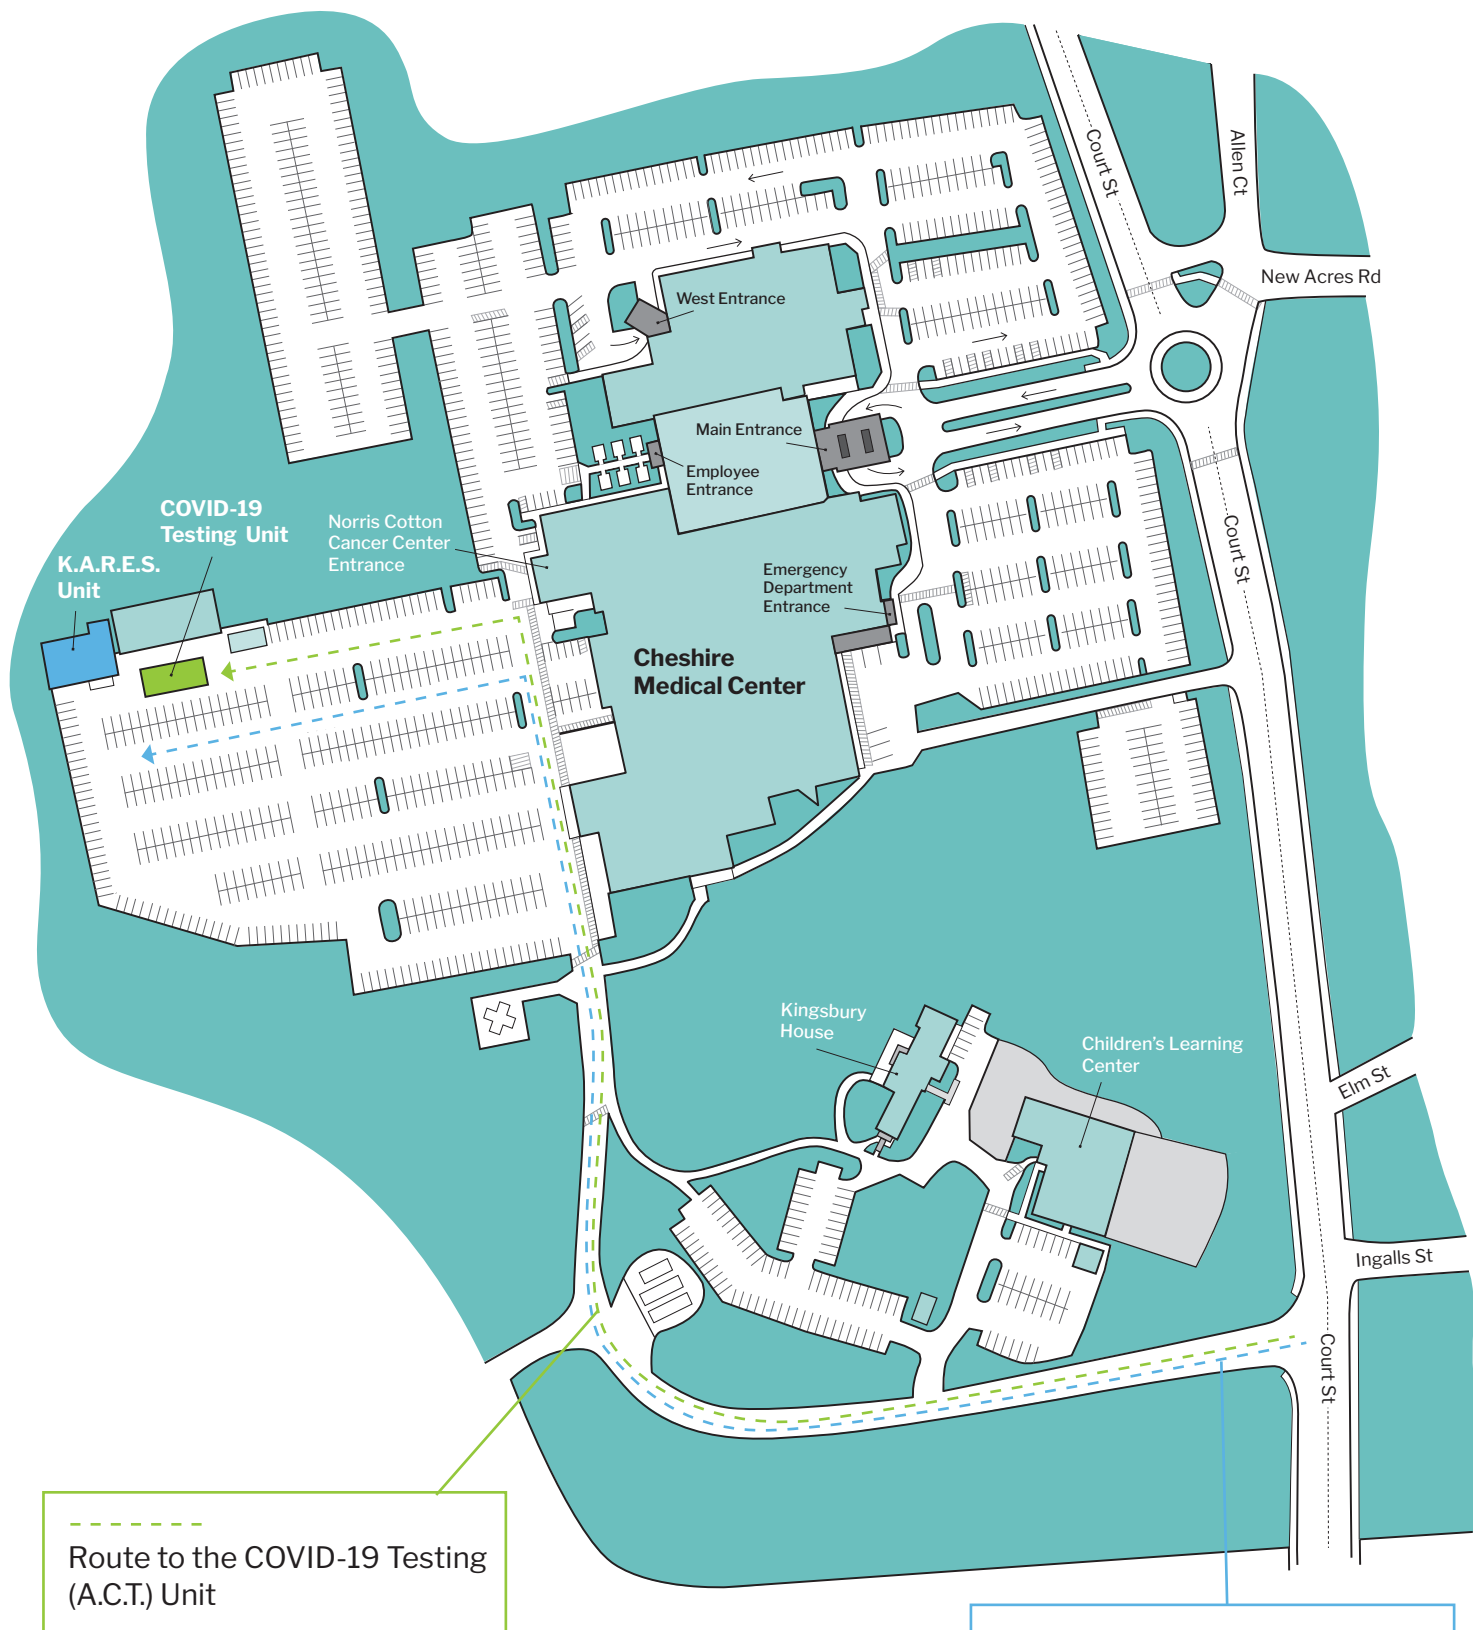 Court St
Allen Ct
New Acres Rd
West Entrance
Main Entrance
Employee
Entrance
COVID-19
Testing Unit
Norris Cotton
Cancer Center
Entrance
K.A.R.E.S.
Unit
Court St
Emergency
Department
Entrance
Cheshire
Medical Center
Kingsbury
House
Children's Learning
Center
Elm St
Ingalls St
Court St
Route to the COVID-19 Testing
(A.C.T.) Unit